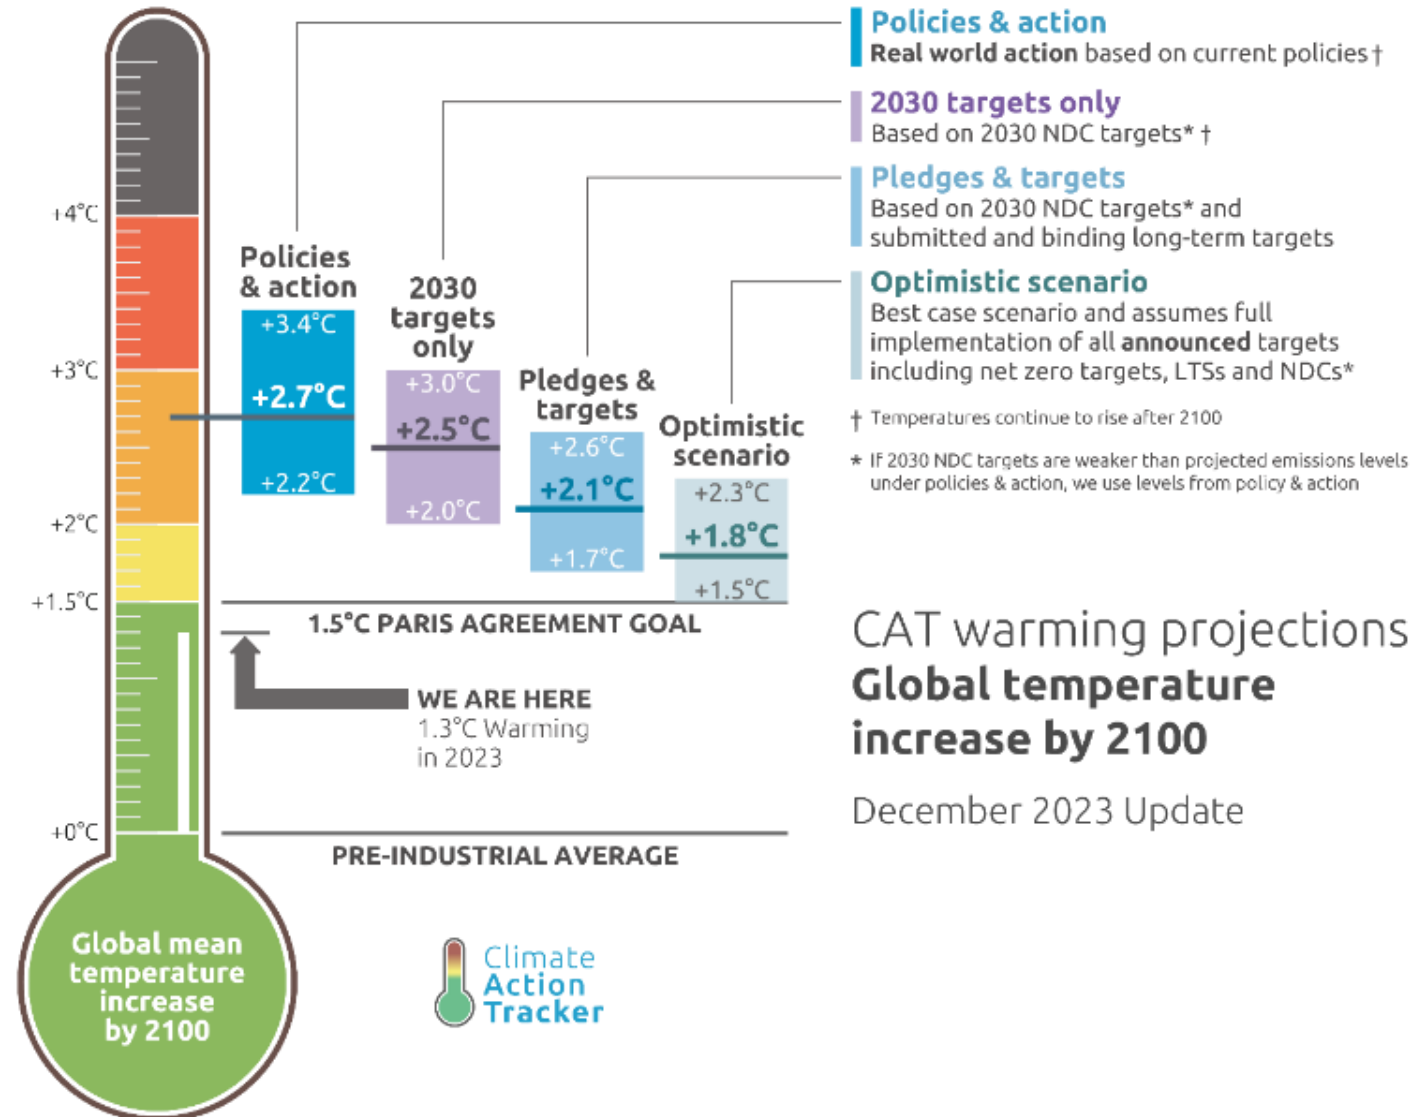 Policies & action
Real world action based on current policies †
2030 targets only
Based on 2030 NDC targets* †
Pledges & targets
Based on 2030 NDC targets* and
submitted and binding long-term targets
Optimistic scenario
Best case scenario and assumes full
implementation of all announced targets
including net zero targets, LTSs and NDCs*
† Temperatures continue to rise after 2100
* If 2030 NDC targets are weaker than projected emissions levels
under policies & action, we use levels from policy & action
+4°C
+3°C
+2°C
+1.5°C
+0°C
Policies
& action
+3.4°C
+2.7°C
+2.2°C
2030
targets
only
+3.0°C
+2.5°C
+2.0°C
Pledges &
targets
+2.6°C
+2.1°C
+1.7°C
Optimistic
scenario
+2.3°C
+1.8°C
+1.5°C
1.5°C PARIS AGREEMENT GOAL
WE ARE HERE
1.3°C Warming
in 2023
PRE-INDUSTRIAL AVERAGE
CAT warming projections
Global temperature
increase by 2100
December 2023 Update
Global mean
temperature
increase
by 2100
Climate
Action
Tracker